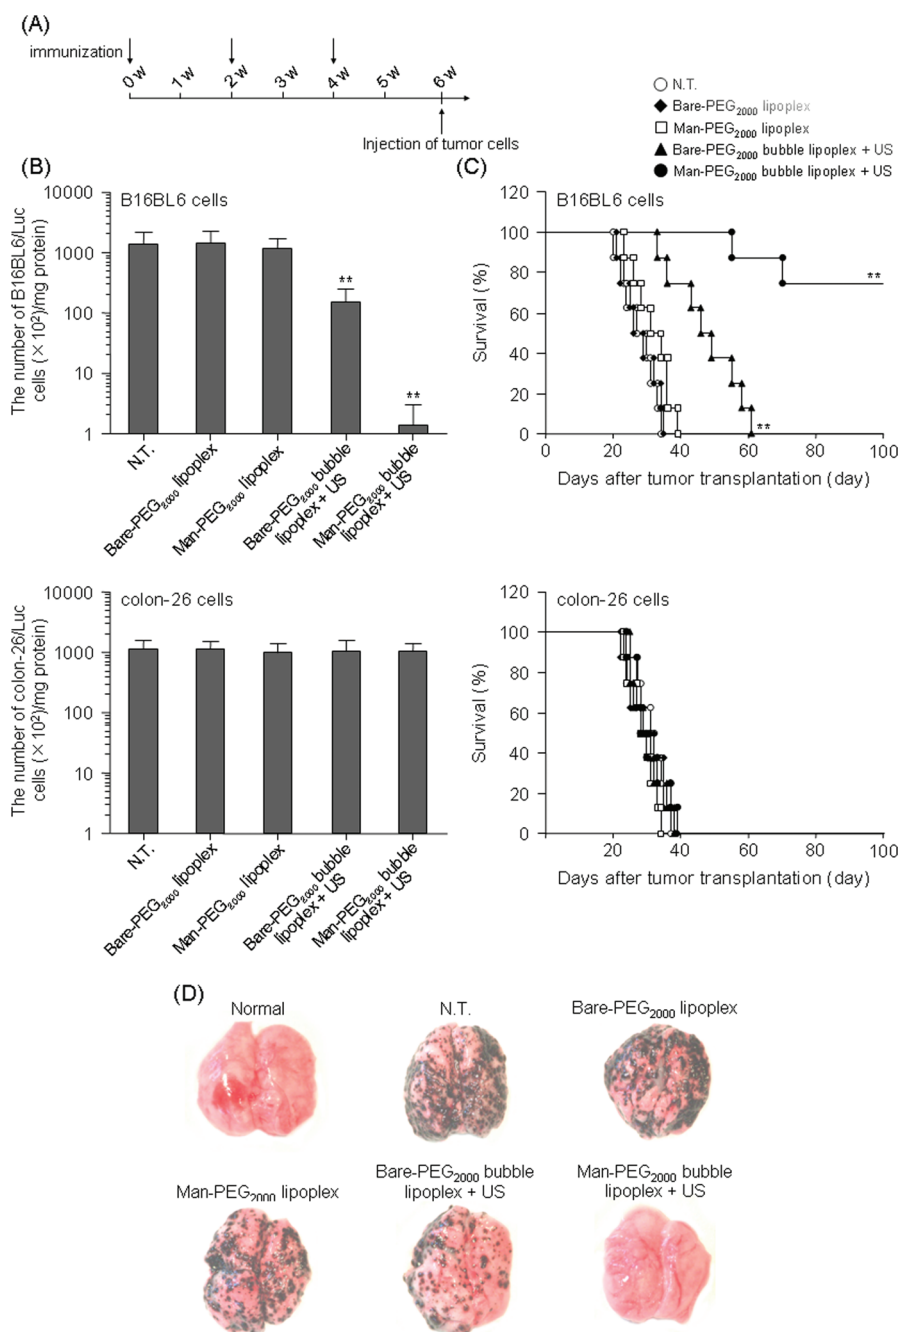 (A)
immunization
0 w
1 w
2 w
3 w
4 w
5 w
6 w
Injection of tumor cells
N.T.
Bare-PEG2000 lipoplex
Man-PEG2000 lipoplex
Bare-PEG2000 bubble lipoplex + US
Man-PEG2000 bubble lipoplex + US
(B)
The number of B16BL6/Luc
cells (×10²)/mg protein)
10000
1000
100
10
1
B16BL6 cells
**
**
N.T.
Bare-PEG2000 lipoplex
Man-PEG2000 lipoplex
Bare-PEG2000 bubble
lipoplex + US
Man-PEG2000 bubble
lipoplex + US
(C)
Survival (%)
120
100
80
60
40
20
0
B16BL6 cells
**
**
0
20
40
60
80
100
Days after tumor transplantation (day)
The number of colon-26/Luc
cells (×10²)/mg protein)
10000
1000
100
10
1
colon-26 cells
N.T.
Bare-PEG2000 lipoplex
Man-PEG2000 lipoplex
Bare-PEG2000 bubble
lipoplex + US
Man-PEG2000 bubble
lipoplex + US
Survival (%)
120
100
80
60
40
20
0
colon-26 cells
0
20
40
60
80
100
Days after tumor transplantation (day)
(D)
Normal
N.T.
Bare-PEG2000 lipoplex
Man-PEG2000 lipoplex
Bare-PEG2000 bubble
lipoplex + US
Man-PEG2000 bubble
lipoplex + US